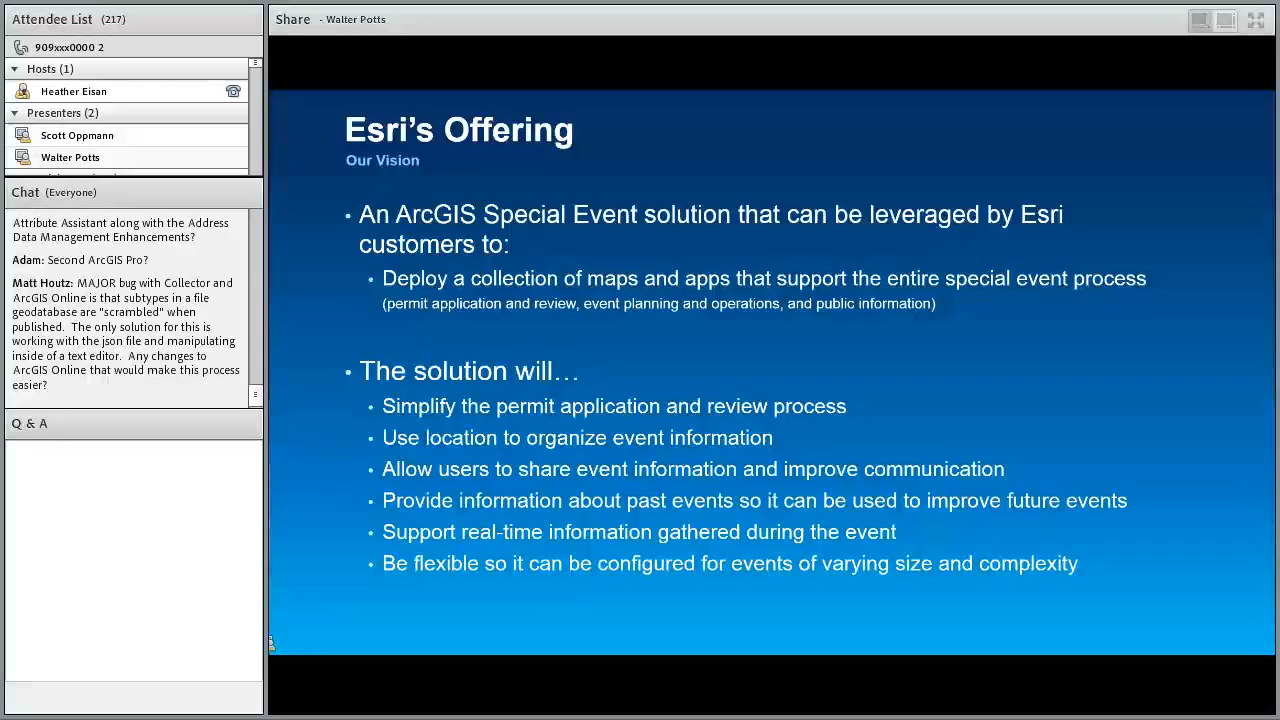 Attendee List (217)
909xxx0000 2
Hosts (1)
Heather Eisan
Presenters (2)
Scott Oppmann
Walter Potts
Chat (Everyone)
Attribute Assistant along with the Address
Data Management Enhancements?
Adam: Second ArcGIS Pro?
Matt Houtz: MAJOR bug with Collector and
ArcGIS Online is that subtypes in a file
geodatabase are "scrambled" when
published. The only solution for this is
working with the json file and manipulating
inside of a text editor. Any changes to
ArcGIS Online that would make this process
easier?
Q & A
Share - Walter Potts
Esri’s Offering
Our Vision
• An ArcGIS Special Event solution that can be leveraged by Esri
customers to:
• Deploy a collection of maps and apps that support the entire special event process
(permit application and review, event planning and operations, and public information)
• The solution will…
• Simplify the permit application and review process
• Use location to organize event information
• Allow users to share event information and improve communication
• Provide information about past events so it can be used to improve future events
• Support real-time information gathered during the event
• Be flexible so it can be configured for events of varying size and complexity